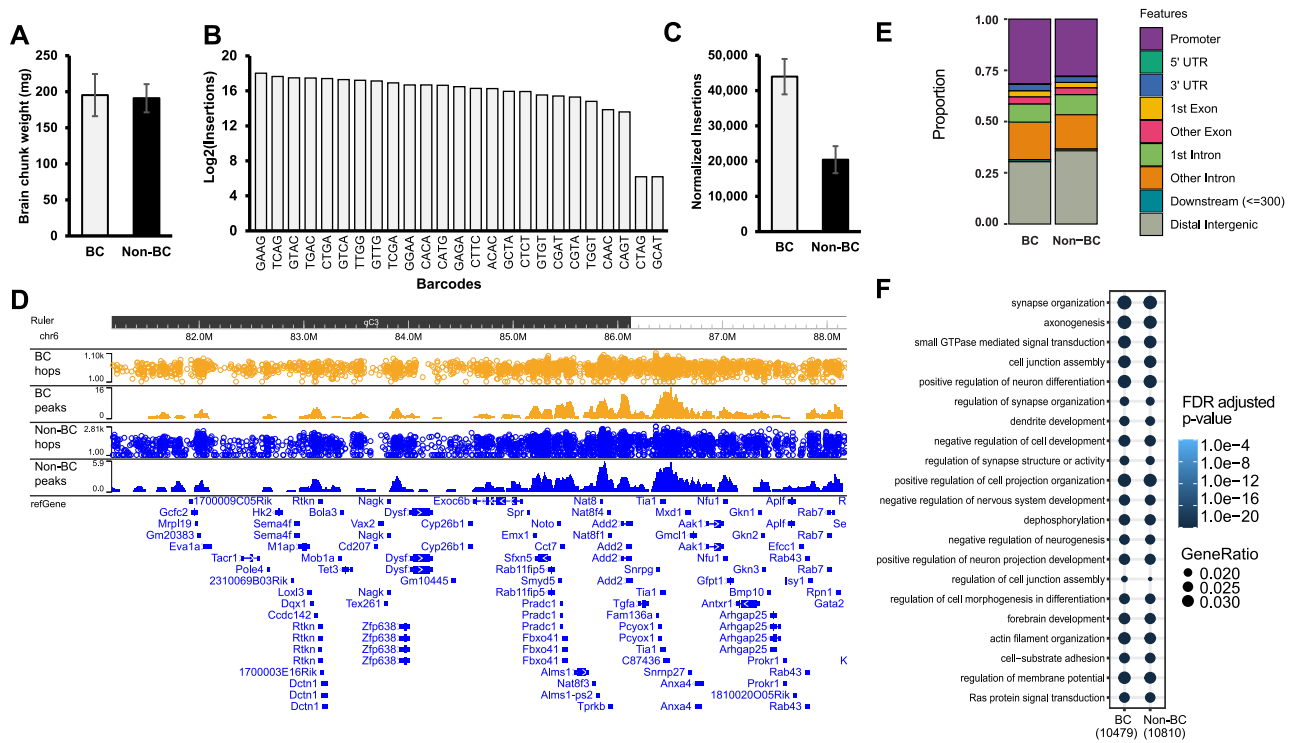 A
Brain chunk weight (mg)
250
200
150
100
50
0
BC
Non-BC
B
Log2(Insertions)
20
16
12
8
4
0
GAAG
TCAG
GTAC
TGAC
CTGA
GTCA
TTGG
GTTG
TCGA
GGAA
CACA
CATG
GAGA
CTTC
ACAC
GCTA
CTCT
GTGT
CGAT
CGTA
TGGT
CAAC
CAGT
CTAG
GCAT
Barcodes
C
Normalized Insertions
50,000
40,000
30,000
20,000
10,000
0
BC
Non-BC
E
Proportion
1.00
0.75
0.50
0.25
0.00
BC
Non−BC
Features
Promoter
5' UTR
3' UTR
1st Exon
Other Exon
1st Intron
Other Intron
Downstream (<=300)
Distal Intergenic
D
Ruler
qC3
chr6
82.0M 83.0M 84.0M 85.0M 86.0M 87.0M 88.0M
BC hops
1.10k
1.00
BC peaks
16
0
Non-BC hops
2.81k
1.00
Non-BC peaks
5.9
0.0
refGene
1700009C05Rik Rtkn Nagk Exoc6b Nat8 Tia1 Nfu1 Aplf R
Gcfc2 Hk2 Bola3 Dysf Spr Nat8f4 Mxd1 Gkn1 Rab7
Mrpl19 Sema4f Vax2 Cyp26b1 Noto Add2 Aak1 Aplf Se
Gm20383 Sema4f Nagk Emx1 Nat8f1 Gmcl1 Gkn2 Rab7
Eva1a M1ap Cd207 Cyp26b1 Cct7 Add2 Aak1 Efcc1
Tacr1 Mob1a Dysf Sfxn5 Add2 Nfu1 Rab43
Pole4 Tet3 Dysf Rab11fip5 Snrpg Gkn3 Rab7
2310069B03Rik Gm10445 Smyd5 Add2 Gfpt1 Isy1
Loxl3 Nagk Rab11fip5 Tia1 Bmp10 Rpn1
Dqx1 Tex261 Pradc1 Tgfa Antxr1 Gata2
Ccdc142 Pradc1 Fam136a Arhgap25
Rtkn Zfp638 Pradc1 Pcyox1 Arhgap25
Rtkn Zfp638 Fbxo41 Pcyox1 Arhgap25
Rtkn Zfp638 Fbxo41 Tia1 Arhgap25
Rtkn Zfp638 Fbxo41 C87436 Prokr1 K
1700003E16Rik Alms1 Snrnp27 Rab43
Dctn1 Nat8f3 Anxa4 Prokr1
Dctn1 Alms1-ps2 1810020O05Rik
Dctn1 Tprkb Anxa4 Rab43
F
synapse organization
axonogenesis
small GTPase mediated signal transduction
cell junction assembly
positive regulation of neuron differentiation
regulation of synapse organization
dendrite development
negative regulation of cell development
regulation of synapse structure or activity
positive regulation of cell projection organization
negative regulation of nervous system development
dephosphorylation
negative regulation of neurogenesis
positive regulation of neuron projection development
regulation of cell junction assembly
regulation of cell morphogenesis in differentiation
forebrain development
actin filament organization
cell−substrate adhesion
regulation of membrane potential
Ras protein signal transduction
BC
(10479)
Non-BC
(10810)
FDR adjusted
p-value
1.0e−4
1.0e−8
1.0e−12
1.0e−16
1.0e−20
GeneRatio
0.020
0.025
0.030